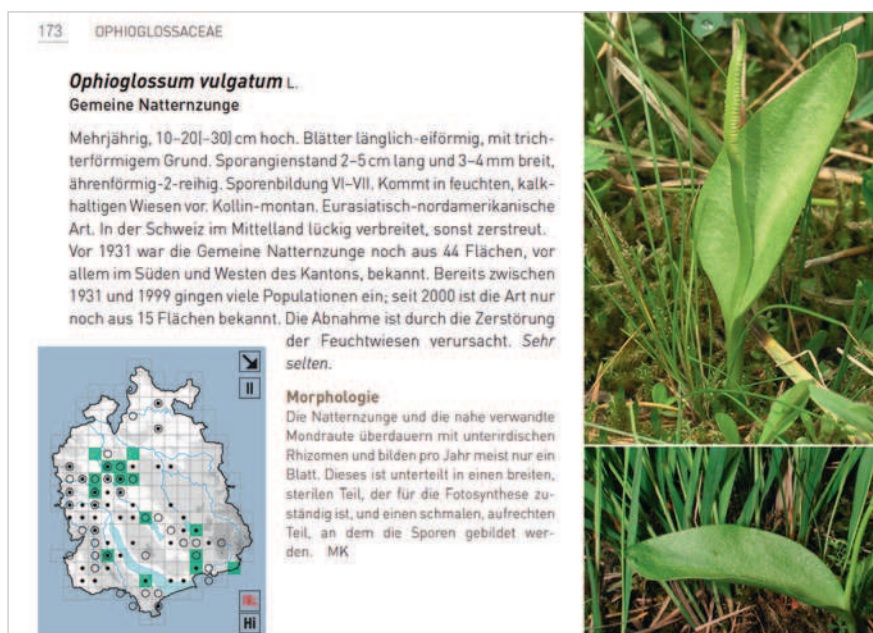 173 OPHIOGLOSSACEAE
Ophioglossum vulgatum L.
Gemeine Natternzunge
Mehrjährig, 10–20(–30) cm hoch. Blätter länglich-eiförmig, mit trich-
terförmigem Grund. Sporangienstand 2–5 cm lang und 3–4 mm breit,
ährenförmig-2-reihig. Sporenbildung VI–VII. Kommt in feuchten, kalk-
haltigen Wiesen vor. Kollin-montan. Eurasiatisch-nordamerikanische
Art. In der Schweiz im Mittelland lückig verbreitet, sonst zerstreut.
Vor 1931 war die Gemeine Natternzunge noch aus 44 Flächen, vor
allem im Süden und Westen des Kantons, bekannt. Bereits zwischen
1931 und 1999 gingen viele Populationen ein; seit 2000 ist die Art nur
noch aus 15 Flächen bekannt. Die Abnahme ist durch die Zerstörung
der Feuchtwiesen verursacht. Sehr
selten.
Morphologie
Die Natternzunge und die nahe verwandte
Mondraute überdauern mit unterirdischen
Rhizomen und bilden pro Jahr meist nur ein
Blatt. Dieses ist unterteilt in einen breiten,
sterilen Teil, der für die Fotosynthese zu-
ständig ist, und einen schmalen, aufrechten
Teil, an dem die Sporen gebildet wer-
den. MK
II
Hi